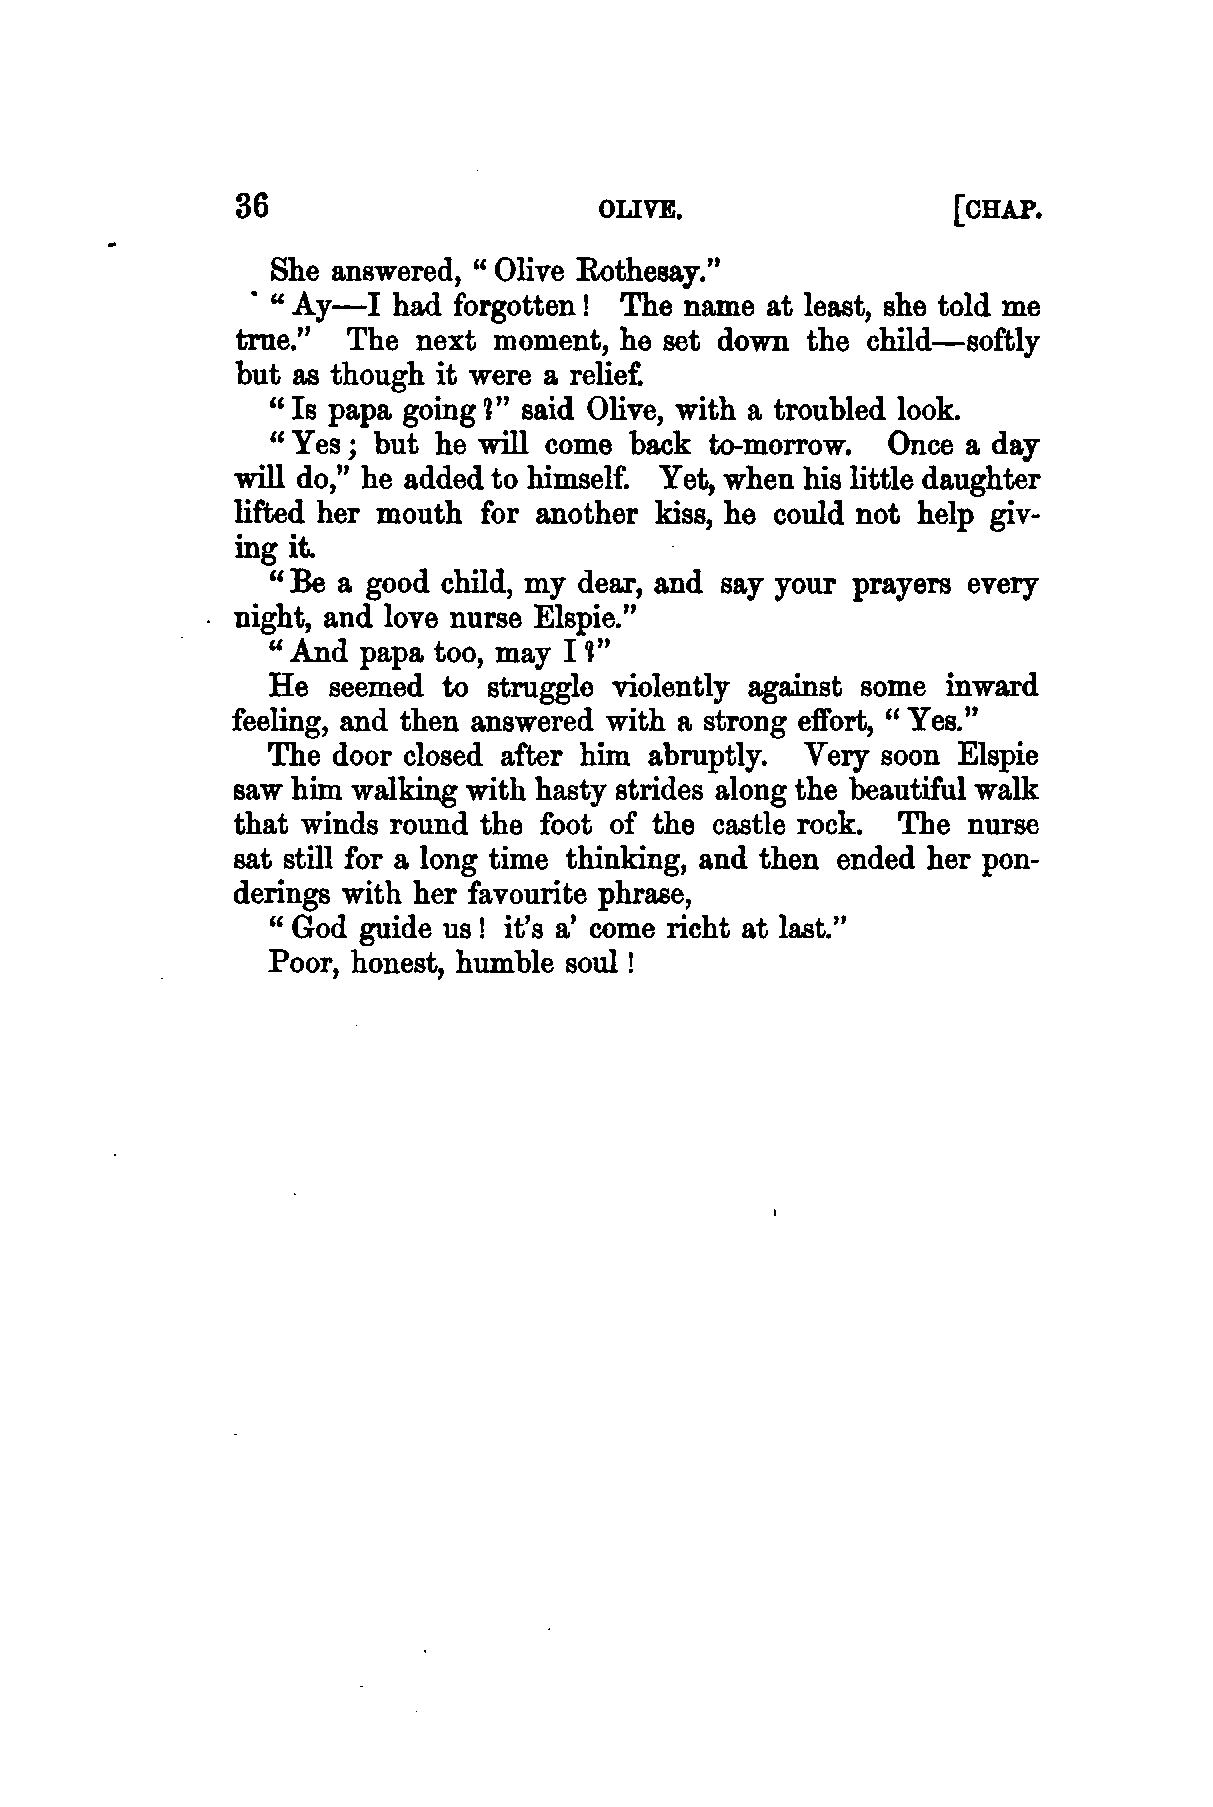 36 OLIVE. [CHAP.
She answered, “ Olive Rothesay.”
“ Ay—I had forgotten ! The name at least, she told me
true.” The next moment, he set down the child—softly
but as though it were a relief.
“ Is papa going ?” said Olive, with a troubled look.
“ Yes ; but he will come back to-morrow. Once a day
will do,” he added to himself. Yet, when his little daughter
lifted her mouth for another kiss, he could not help giv-
ing it.
“ Be a good child, my dear, and say your prayers every
night, and love nurse Elspie.”
“ And papa too, may I ?”
He seemed to struggle violently against some inward
feeling, and then answered with a strong effort, “ Yes.”
The door closed after him abruptly. Very soon Elspie
saw him walking with hasty strides along the beautiful walk
that winds round the foot of the castle rock. The nurse
sat still for a long time thinking, and then ended her pon-
derings with her favourite phrase,
“ God guide us ! it’s a’ come richt at last.”
Poor, honest, humble soul !